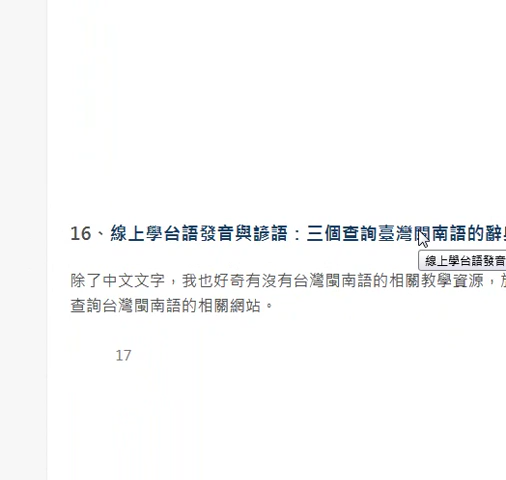 16、線上學台語發音與諺語：三個查詢臺灣閩南語的辭
線上學台語發音
除了中文文字，我也好奇有沒有台灣閩南語的相關教學資源，
查詢台灣閩南語的相關網站。
17